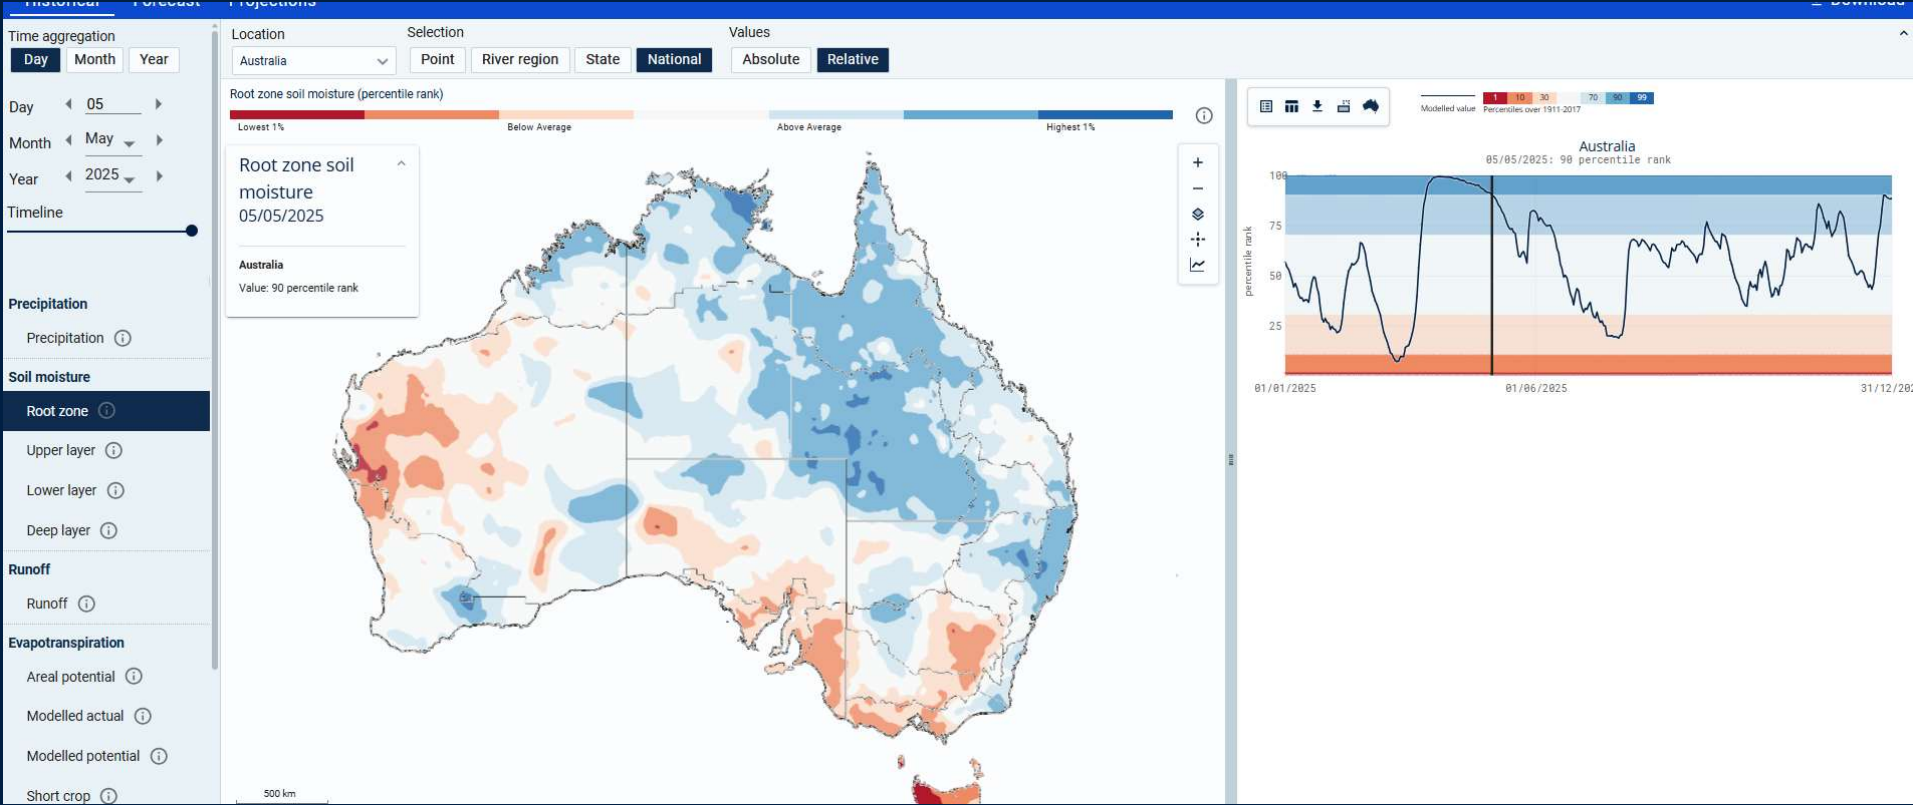 Historical Forecast Projections Download
Time aggregation
Day Month Year
Day 05
Month May
Year 2025
Timeline
Precipitation
Precipitation
Soil moisture
Root zone
Upper layer
Lower layer
Deep layer
Runoff
Runoff
Evapotranspiration
Areal potential
Modelled actual
Modelled potential
Short crop
Location
Australia
Selection
Point River region State National
Values
Absolute Relative
Root zone soil moisture (percentile rank)
Lowest 1% Below Average Above Average Highest 1%
Root zone soil
moisture
05/05/2025
Australia
Value: 90 percentile rank
500 km
Modelled value
1 10 30 70 90 99
Percentiles over 1911-2017
Australia
05/05/2025: 90 percentile rank
percentile rank
100
75
50
25
01/01/2025 01/06/2025 31/12/202